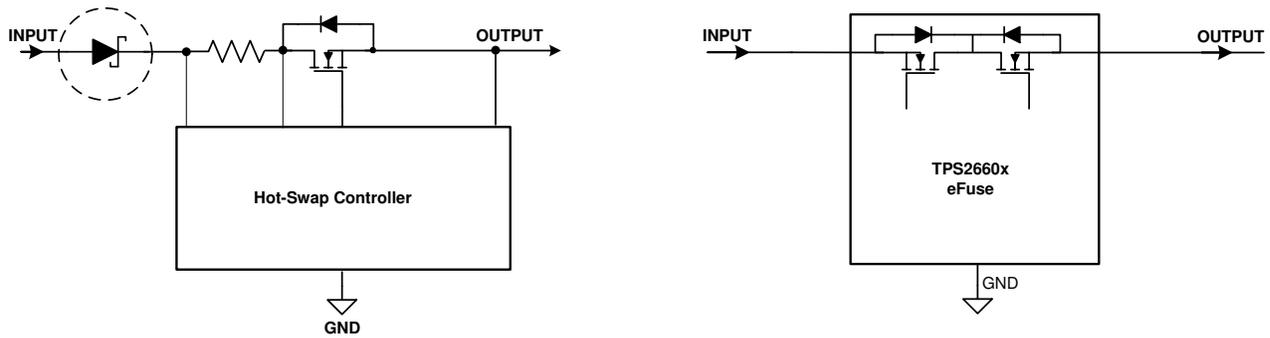 INPUT
OUTPUT
Hot-Swap Controller
GND
INPUT
OUTPUT
TPS2660x
eFuse
GND